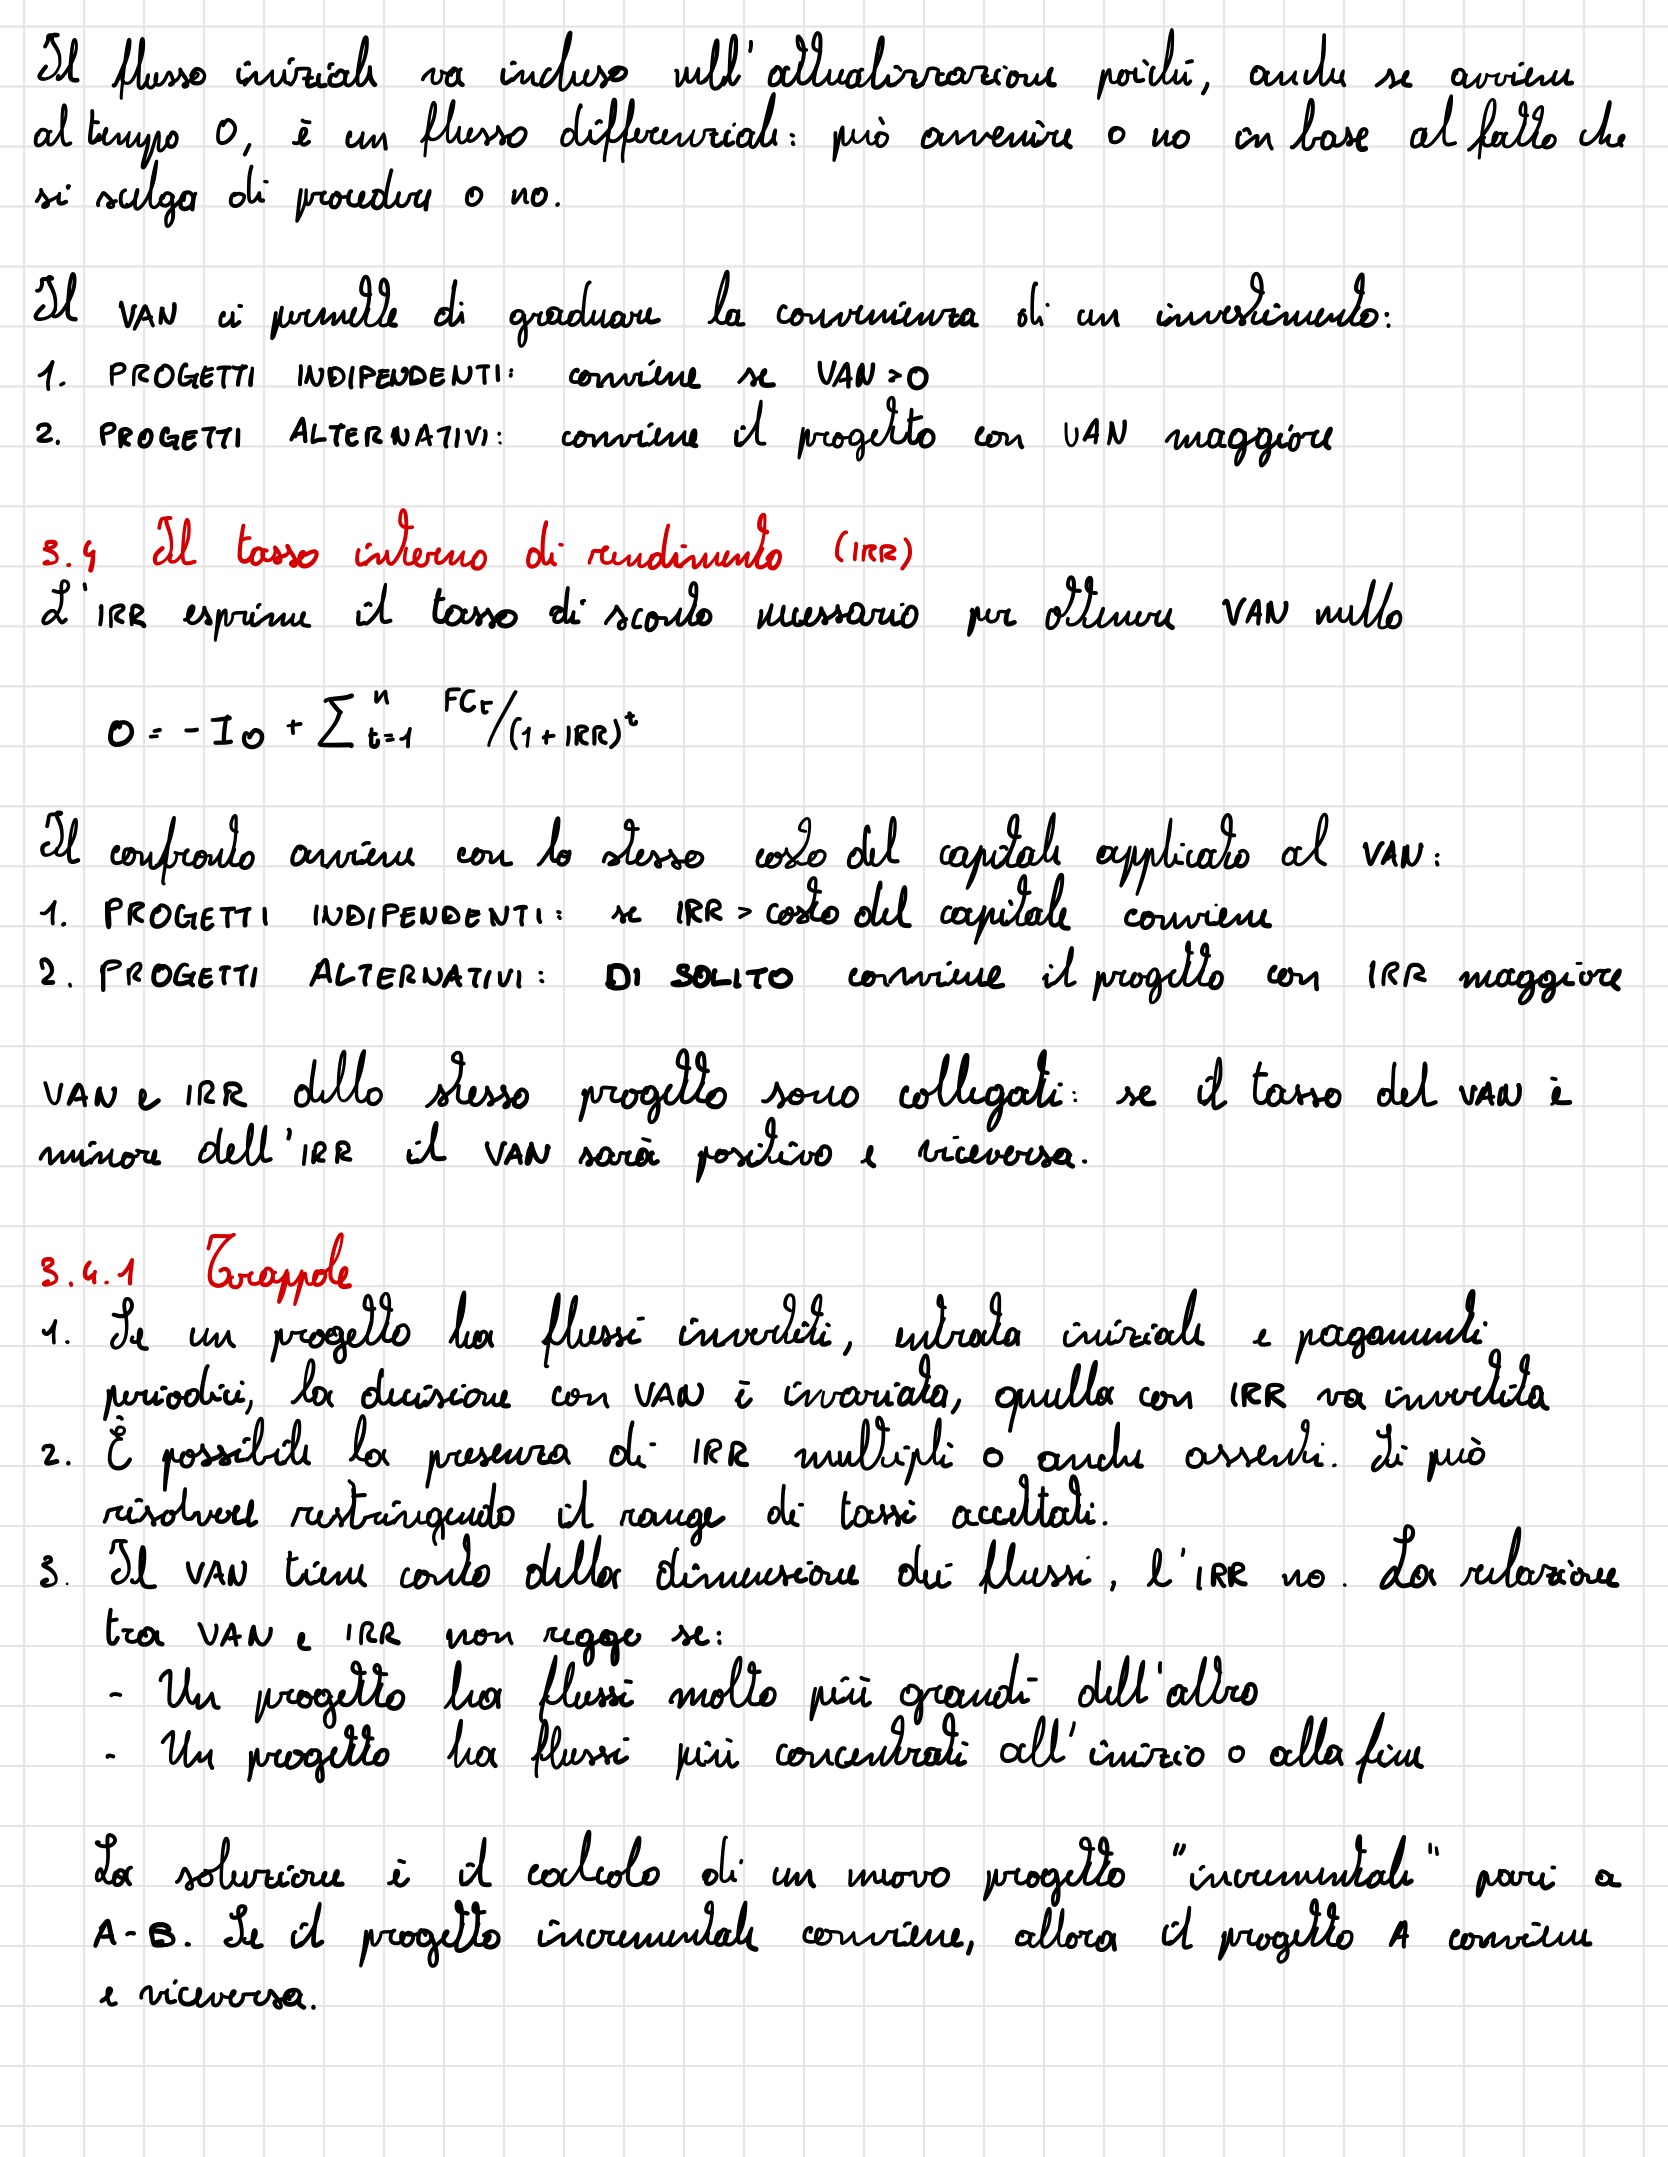 Il flusso iniziale va incluso nell'attualizzazione poiché, anche se avviene
al tempo 0, è un flusso differenziale: può avvenire o no in base al fatto che
si scelga di procedere o no.
Il VAN ci permette di graduare la convenienza di un investimento:
1. PROGETTI INDIPENDENTI: conviene se VAN>0
2. PROGETTI ALTERNATIVI: conviene il progetto con VAN maggiore
3.4 Il tasso interno di rendimento (IRR)
L'IRR esprime il tasso di sconto necessario per ottenere VAN nullo
0 = -I0 + ∑ⁿt=1 FCt/(1+IRR)^t
Il confronto avviene con lo stesso costo del capitale applicato al VAN:
1. PROGETTI INDIPENDENTI: se IRR > costo del capitale conviene
2. PROGETTI ALTERNATIVI: DI SOLITO conviene il progetto con IRR maggiore
VAN e IRR dello stesso progetto sono collegati: se il tasso del VAN è
minore dell'IRR il VAN sarà positivo e viceversa.
3.4.1 Trappole
1. Se un progetto ha flussi invertiti, entrata iniziale e pagamenti
periodici, la decisione con VAN è invariata, quella con IRR va invertita
2. È possibile la presenza di IRR multipli o anche assenti. Si può
risolvere restringendo il range di tassi accettati.
3. Il VAN tiene conto della dimensione dei flussi, l'IRR no. La relazione
tra VAN e IRR non regge se:
- Un progetto ha flussi molto più grandi dell'altro
- Un progetto ha flussi più concentrati all'inizio o alla fine
La soluzione è il calcolo di un nuovo progetto "incrementale" pari a
A-B. Se il progetto incrementale conviene, allora il progetto A conviene
e viceversa.